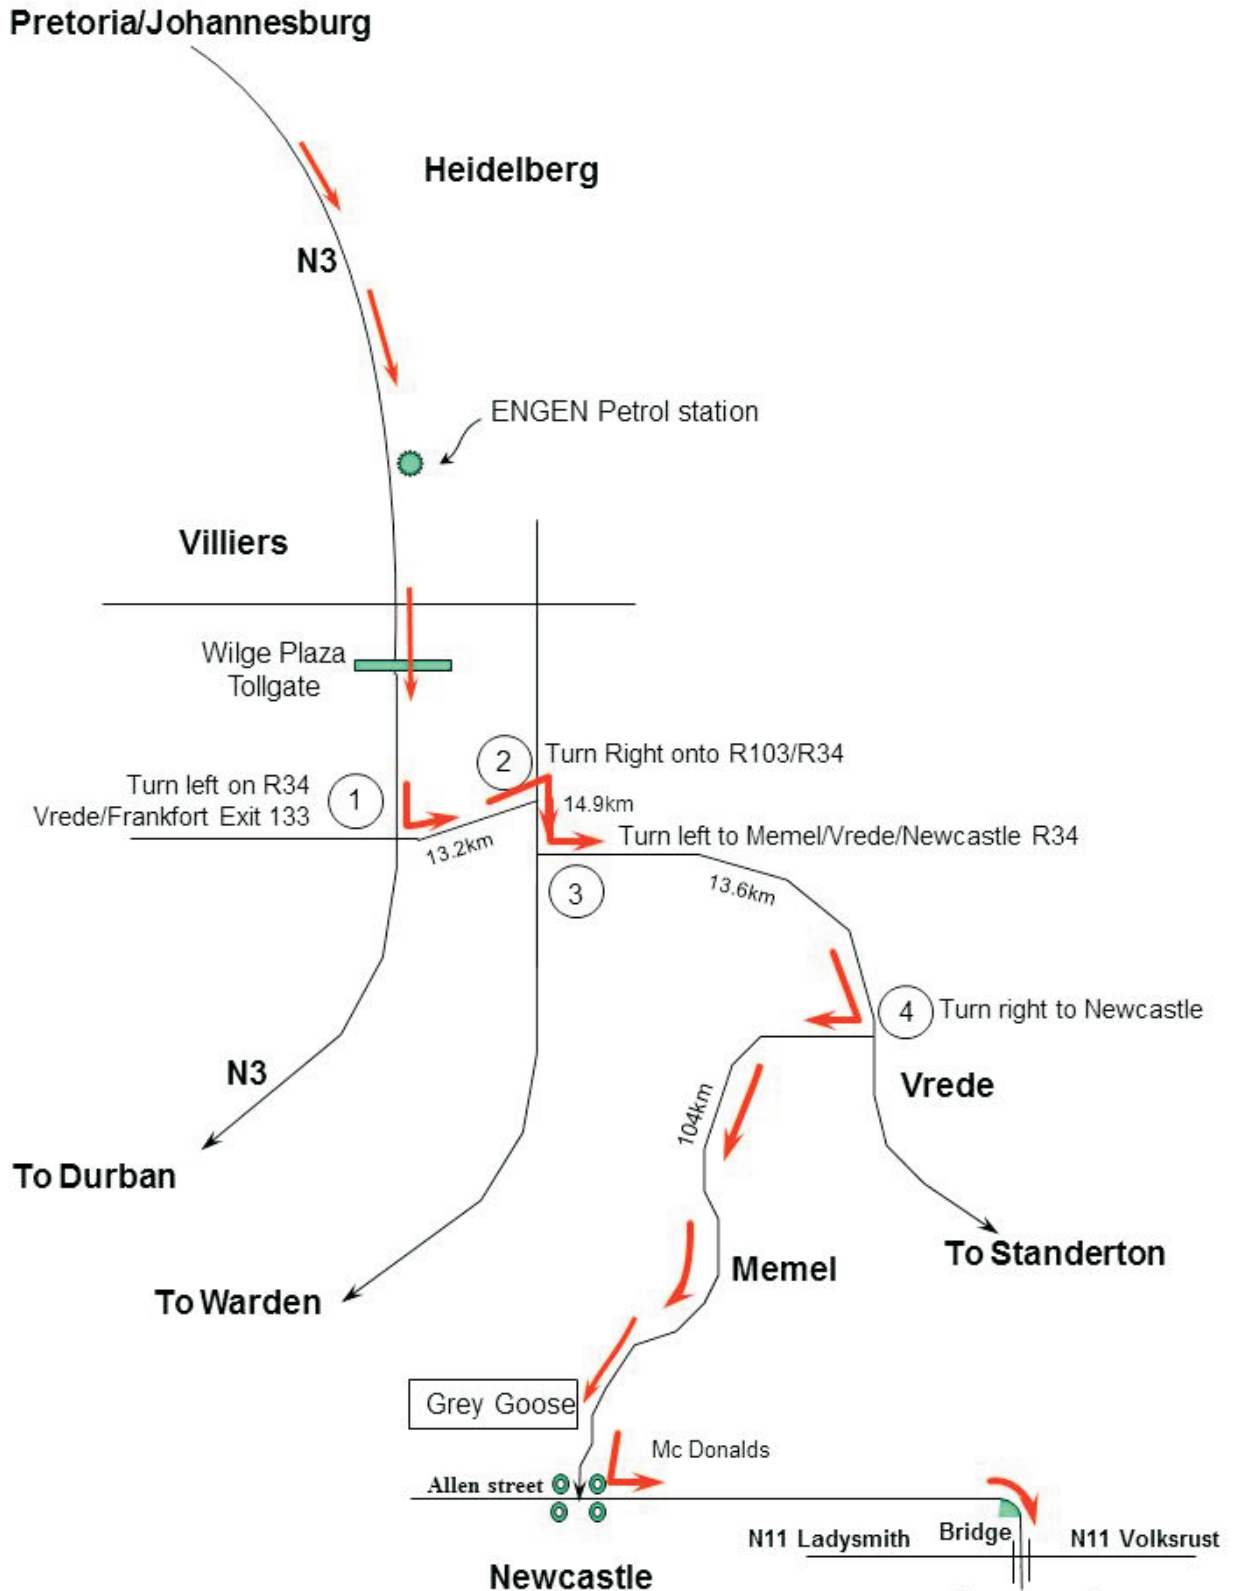 Pretoria/Johannesburg
Heidelberg
N3
ENGEN Petrol station
Villiers
Wilge Plaza
Tollgate
2
Turn Right onto R103/R34
Turn left on R34
Vrede/Frankfort Exit 133
1
14.9km
13.2km
Turn left to Memel/Vrede/Newcastle R34
3
13.6km
4
Turn right to Newcastle
N3
Vrede
104km
To Durban
To Standerton
Memel
To Warden
Grey Goose
Mc Donalds
Allen street
N11 Ladysmith
Bridge
N11 Volksrust
Newcastle